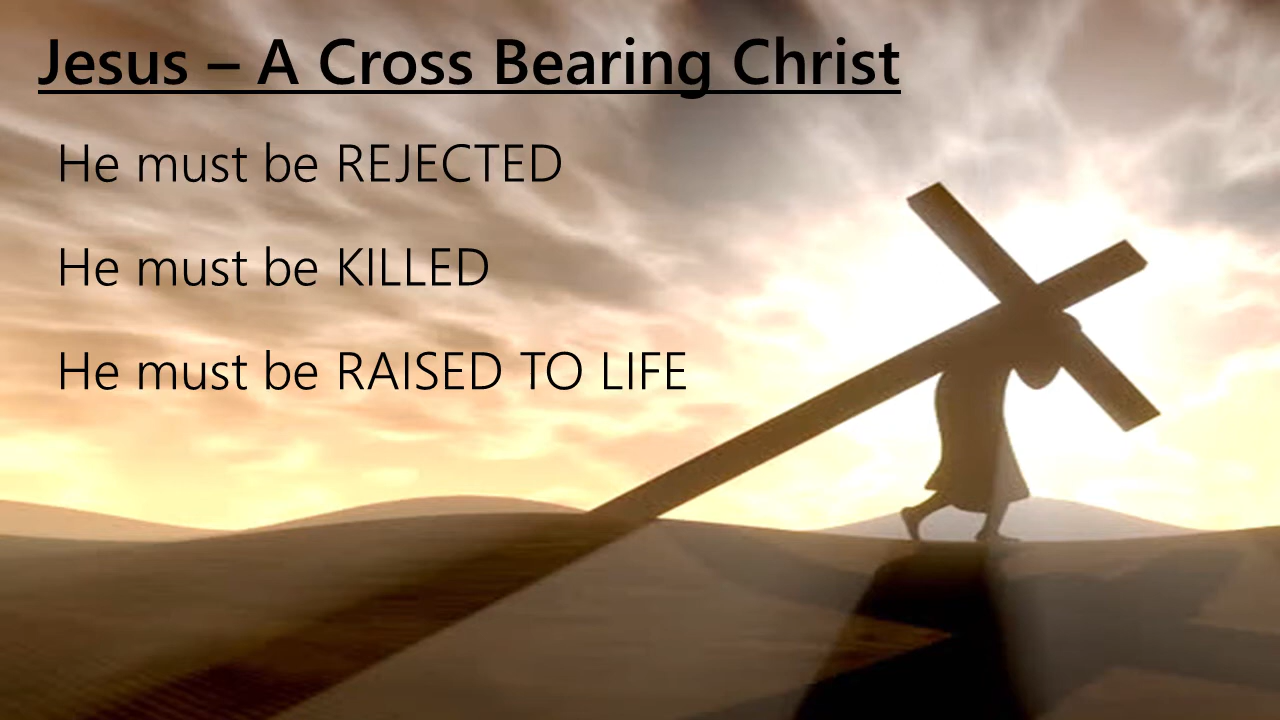 Jesus – A Cross Bearing Christ
He must be REJECTED
He must be KILLED
He must be RAISED TO LIFE